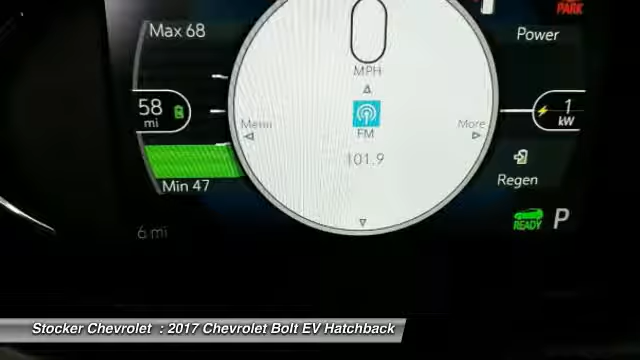 PARK
Max 68
Power
0
MPH
58
mi
1
kW
Menu
More
FM
101.9
Min 47
Regen
READY P
6 mi
Stocker Chevrolet : 2017 Chevrolet Bolt EV Hatchback